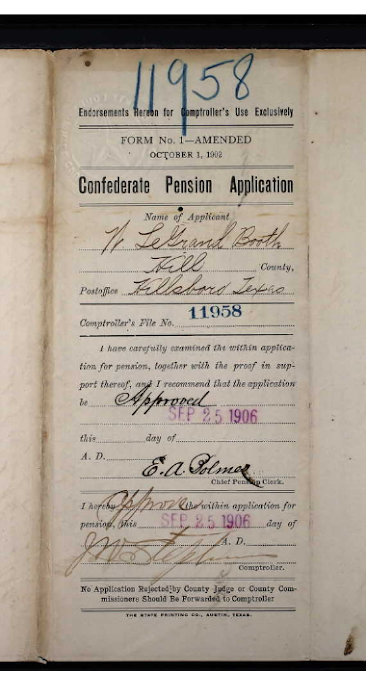 11958
Endorsements Hereon for Comptroller's Use Exclusively
FORM No. 1—AMENDED
OCTOBER 1, 1902
Confederate Pension Application
Name of Applicant
W LeGrand Booth
Hill County,
Postoffice Hillsboro Texas
Comptroller's File No. 11958
I have carefully examined the within applica-
tion for pension, together with the proof in sup-
port thereof, and I recommend that the application
be Approved
SEP 25 1906
this day of
A. D.
E. A. Bolmes
Chief Pension Clerk.
I hereby approve the within application for
pension, this SEP 25 1906 day of
A. D.
Comptroller.
No Application Rejected by County Judge or County Com-
missioners Should Be Forwarded to Comptroller
THE STATE PRINTING CO., AUSTIN, TEXAS.